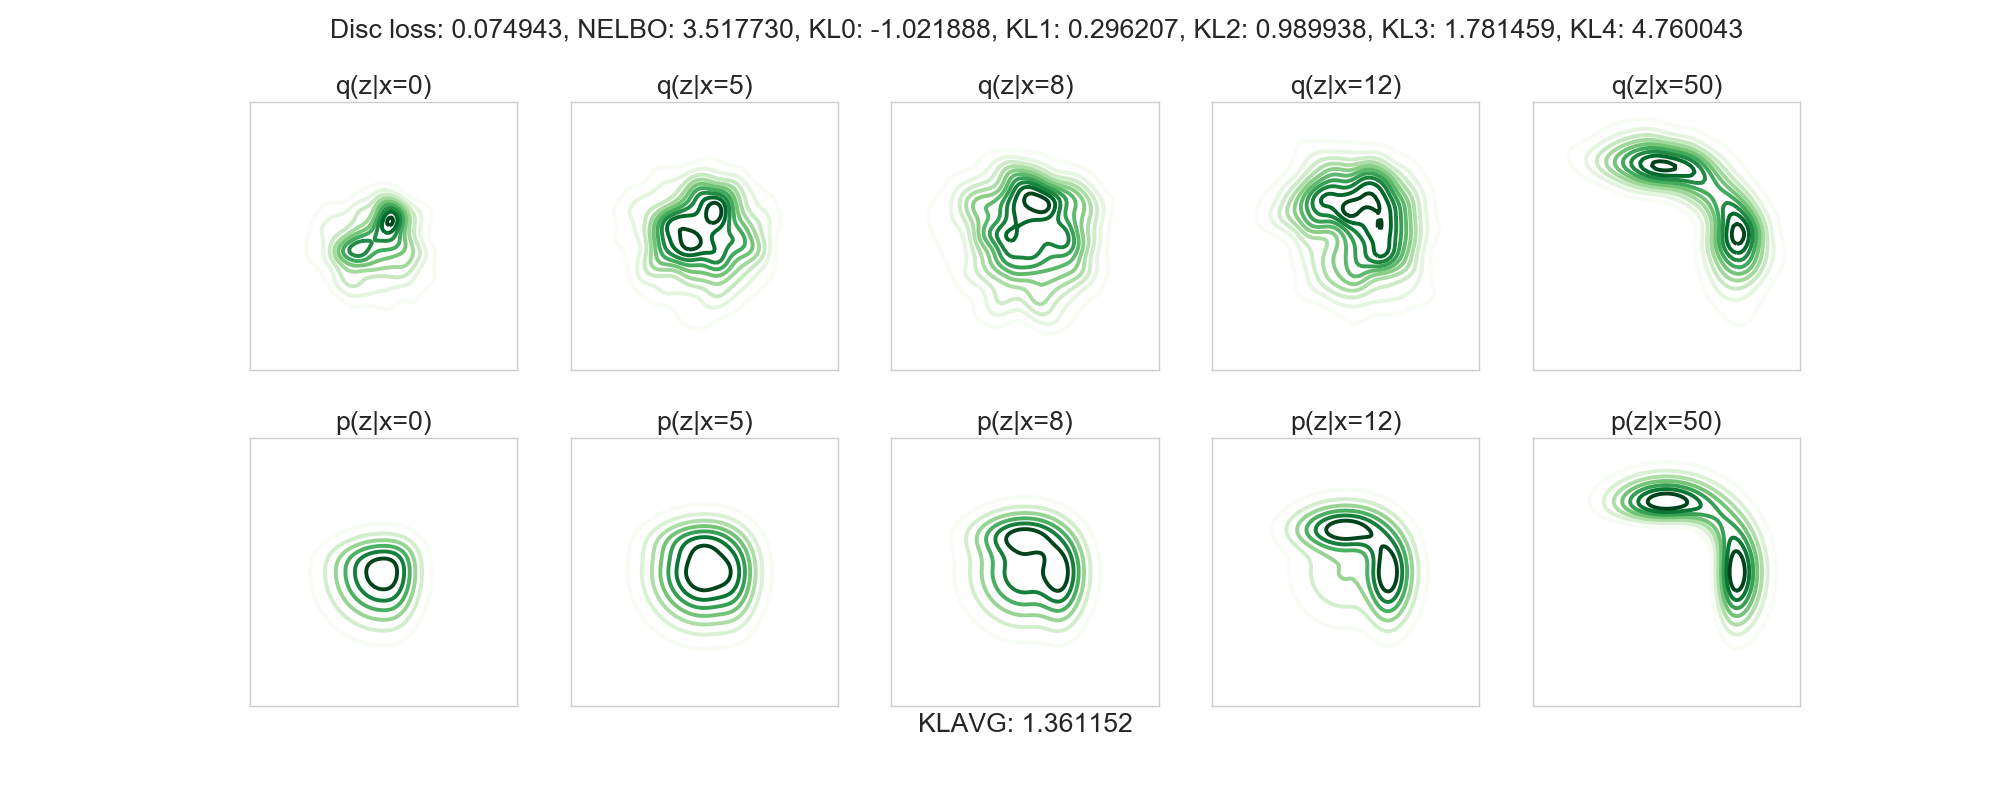 Disc loss: 0.074943, NELBO: 3.517730, KL0: -1.021888, KL1: 0.296207, KL2: 0.989938, KL3: 1.781459, KL4: 4.760043
q(z|x=0) q(z|x=5) q(z|x=8) q(z|x=12) q(z|x=50)
p(z|x=0) p(z|x=5) p(z|x=8) p(z|x=12) p(z|x=50)
KLAVG: 1.361152